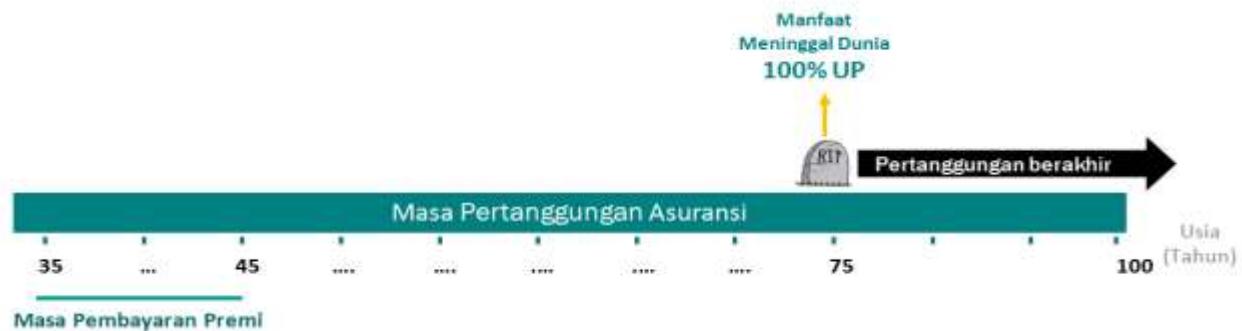 Manfaat
Meninggal Dunia
100% UP
RIP
Pertanggungan berakhir
Masa Pertanggungan Asuransi
35 ... 45 .... .... .... .... .... 75 100
Usia
(Tahun)
Masa Pembayaran Premi